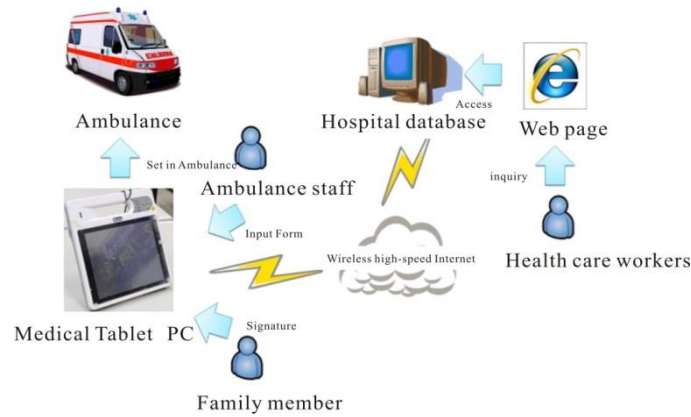 Ambulance
Hospital database
Access
Web page
Set in Ambulance
Ambulance staff
inquiry
Input Form
Wireless high-speed Internet
Health care workers
Medical Tablet PC
Signature
Family member